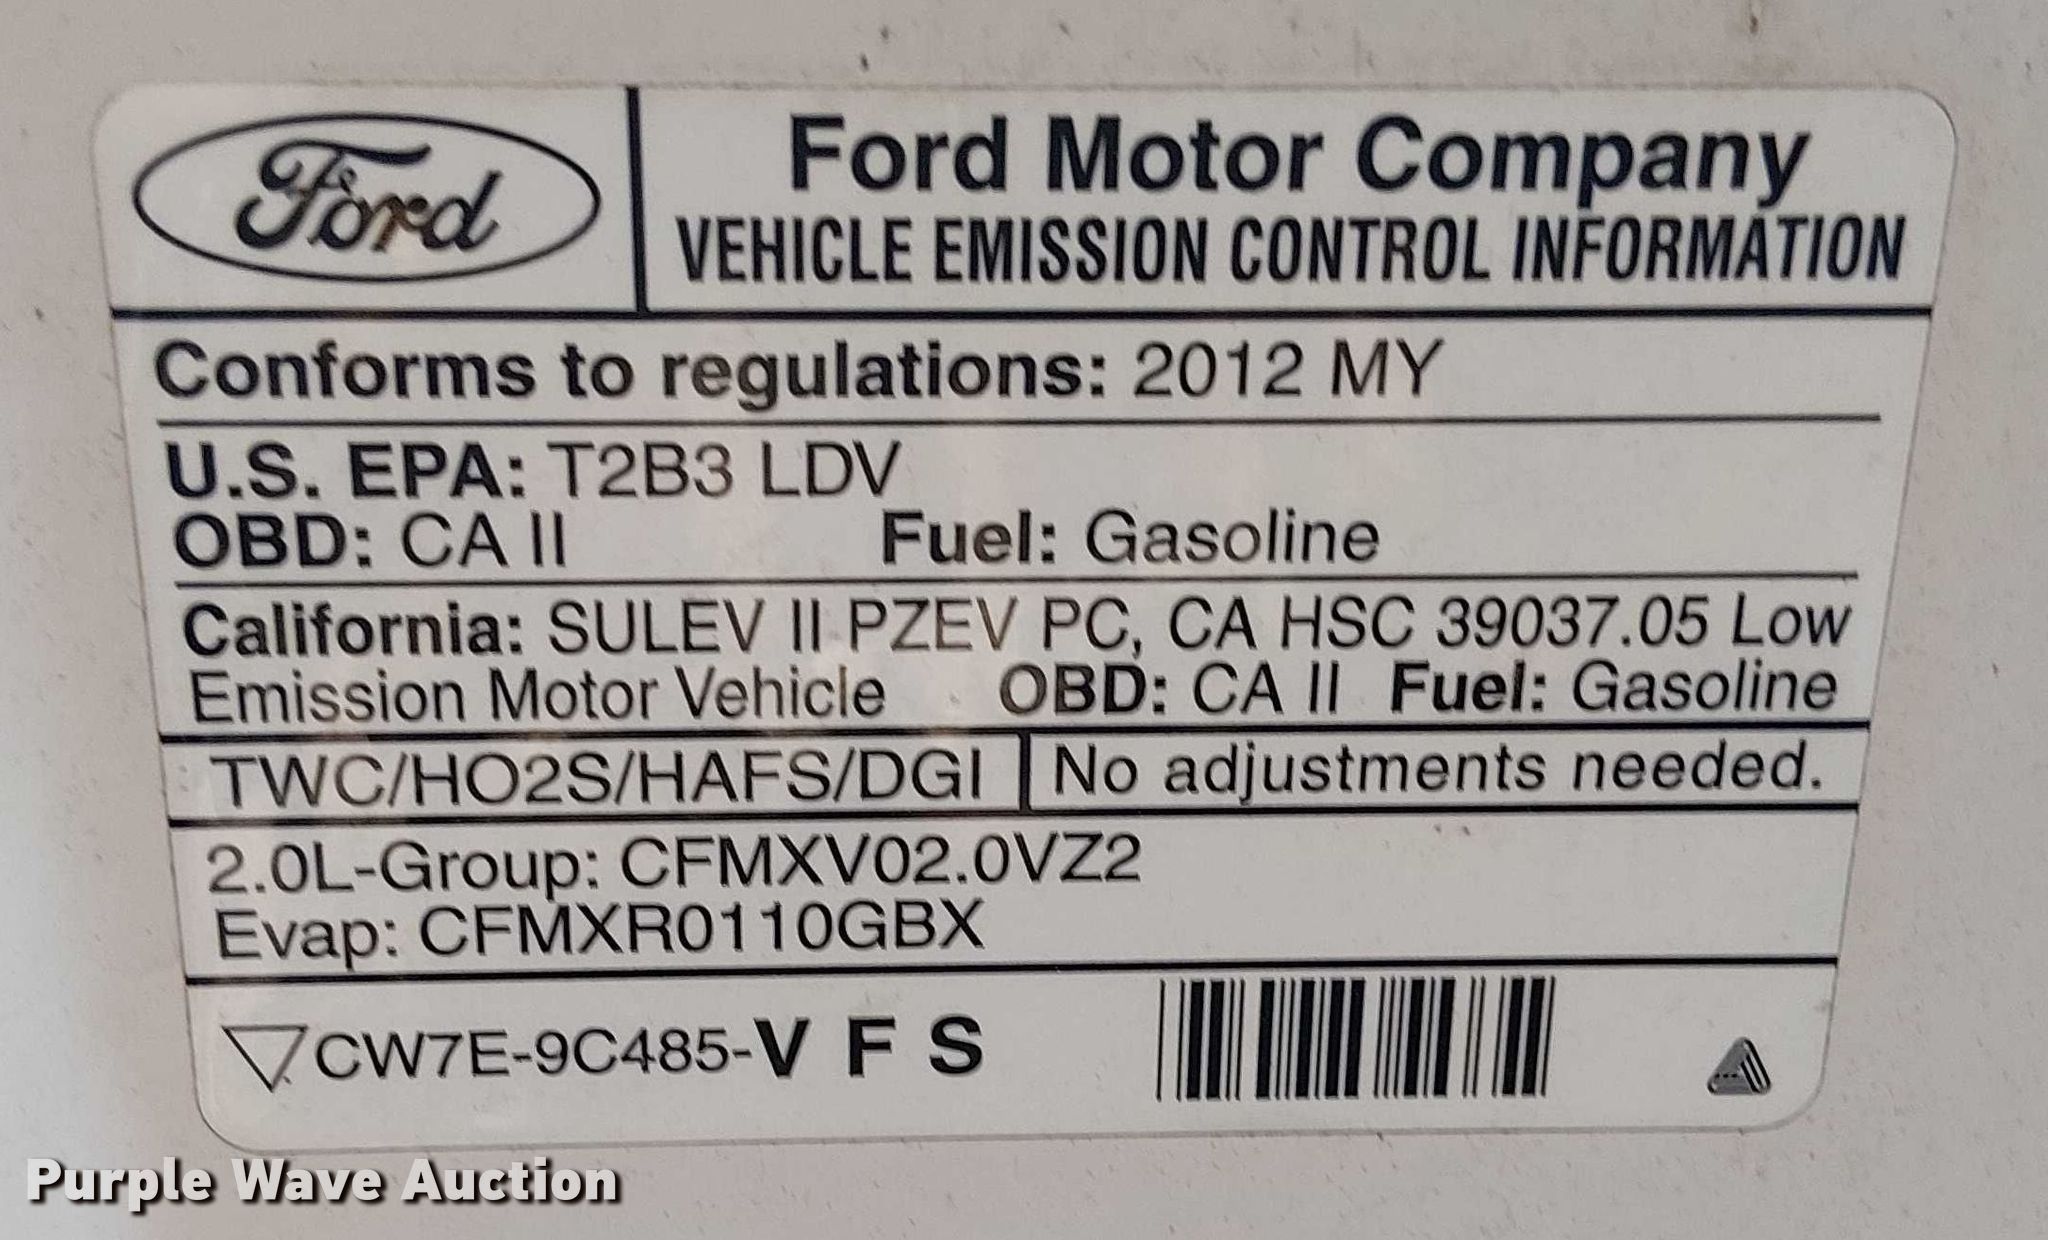 Ford
Ford Motor Company
VEHICLE EMISSION CONTROL INFORMATION
Conforms to regulations: 2012 MY
U.S. EPA: T2B3 LDV
OBD: CA II Fuel: Gasoline
California: SULEV II PZEV PC, CA HSC 39037.05 Low
Emission Motor Vehicle OBD: CA II Fuel: Gasoline
TWC/HO2S/HAFS/DGI No adjustments needed.
2.0L-Group: CFMXV02.0VZ2
Evap: CFMXR0110GBX
CW7E-9C485-V F S
Purple Wave Auction